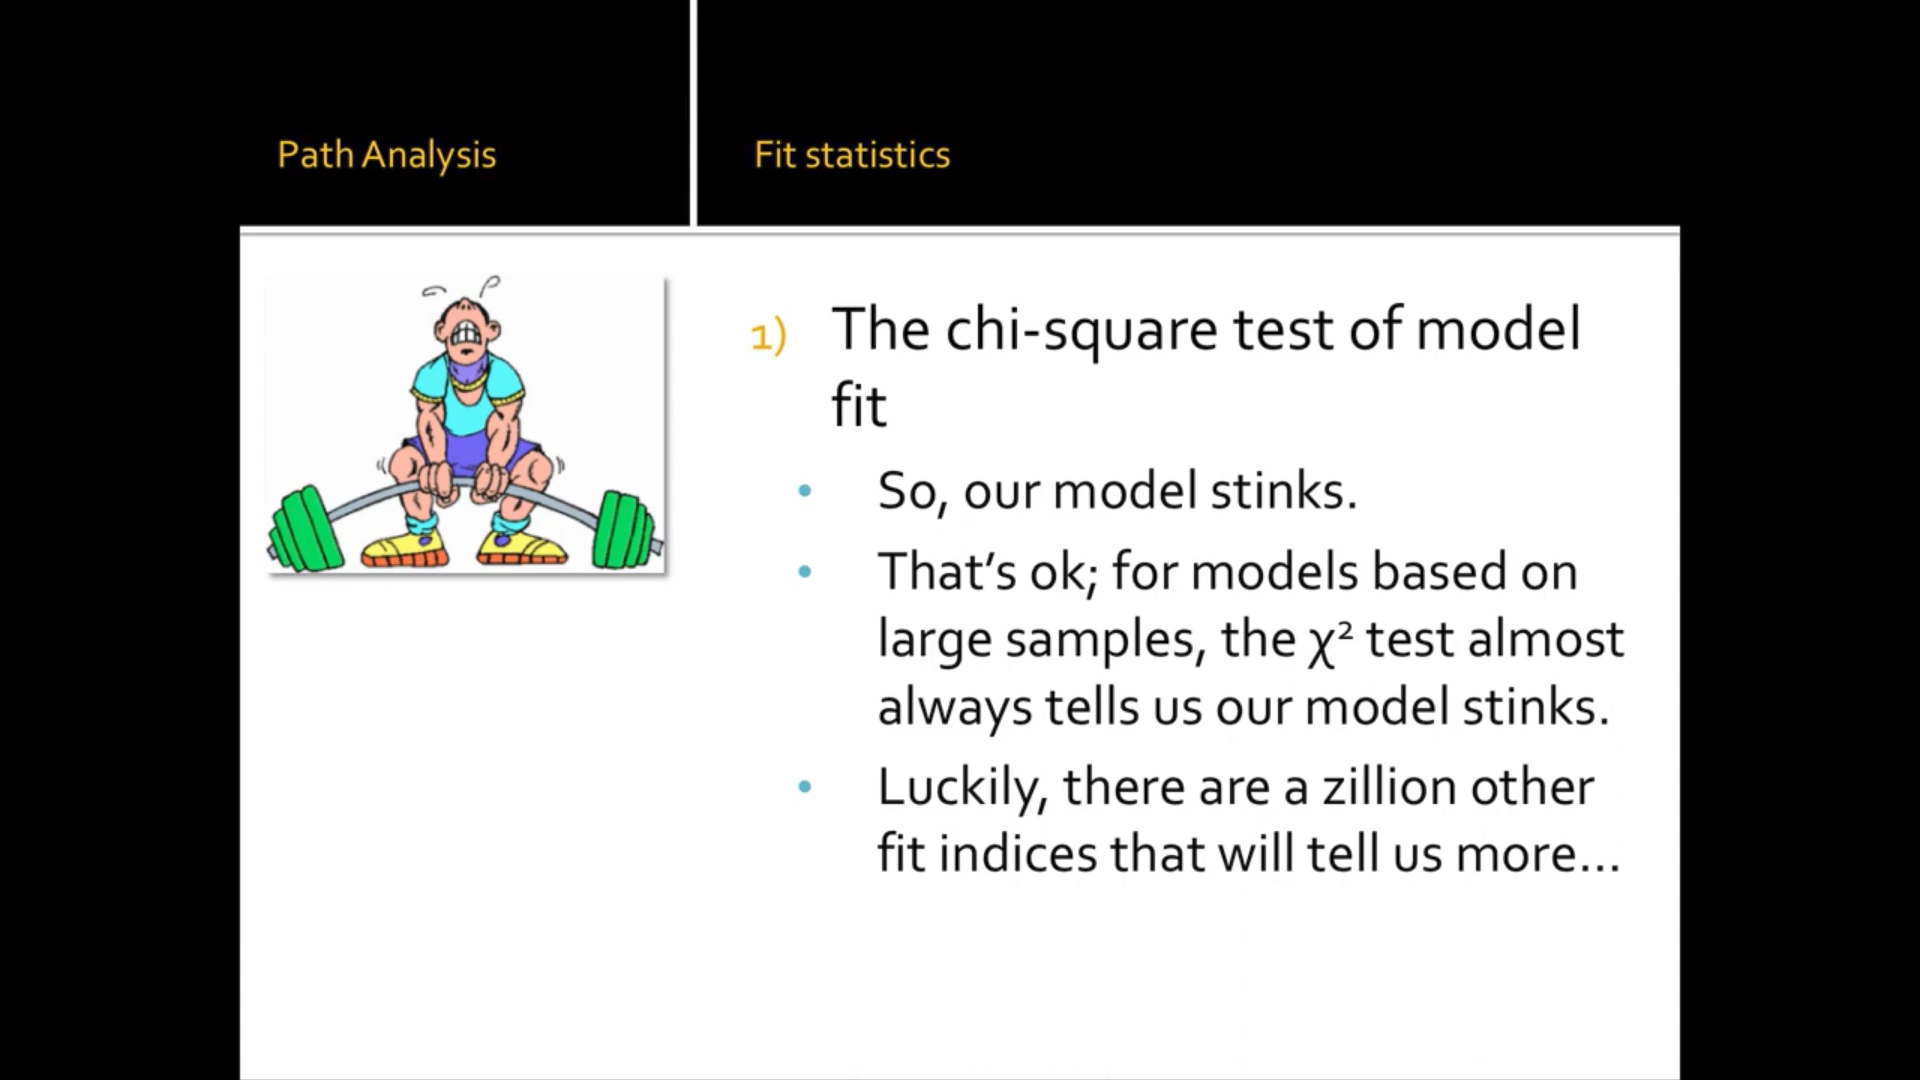 Path Analysis
Fit statistics
1) The chi-square test of model
fit
• So, our model stinks.
• That’s ok; for models based on
large samples, the χ² test almost
always tells us our model stinks.
• Luckily, there are a zillion other
fit indices that will tell us more…